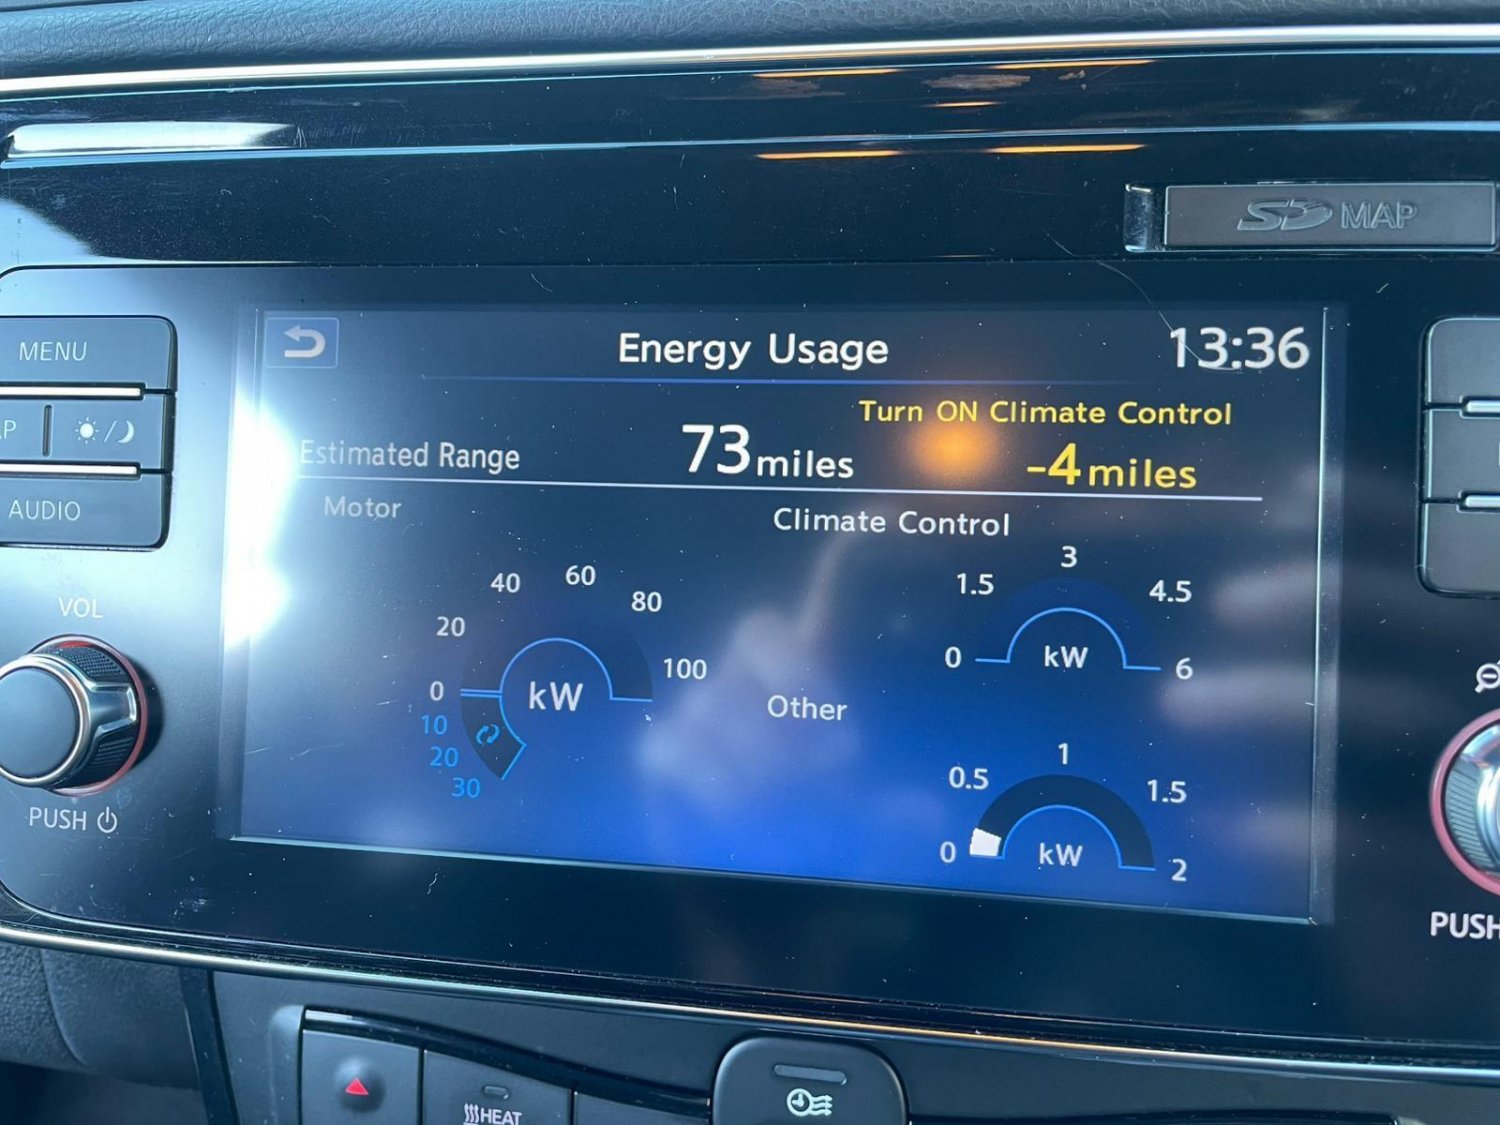 SD MAP
MENU
Energy Usage
13:36
Turn ON Climate Control
Estimated Range
73 miles
-4 miles
AUDIO
Motor
Climate Control
0
20
40
60
80
100
kW
10
20
30
0
1.5
3
4.5
6
kW
Other
0
0.5
1
1.5
2
kW
VOL
PUSH
PUSH
HEAT